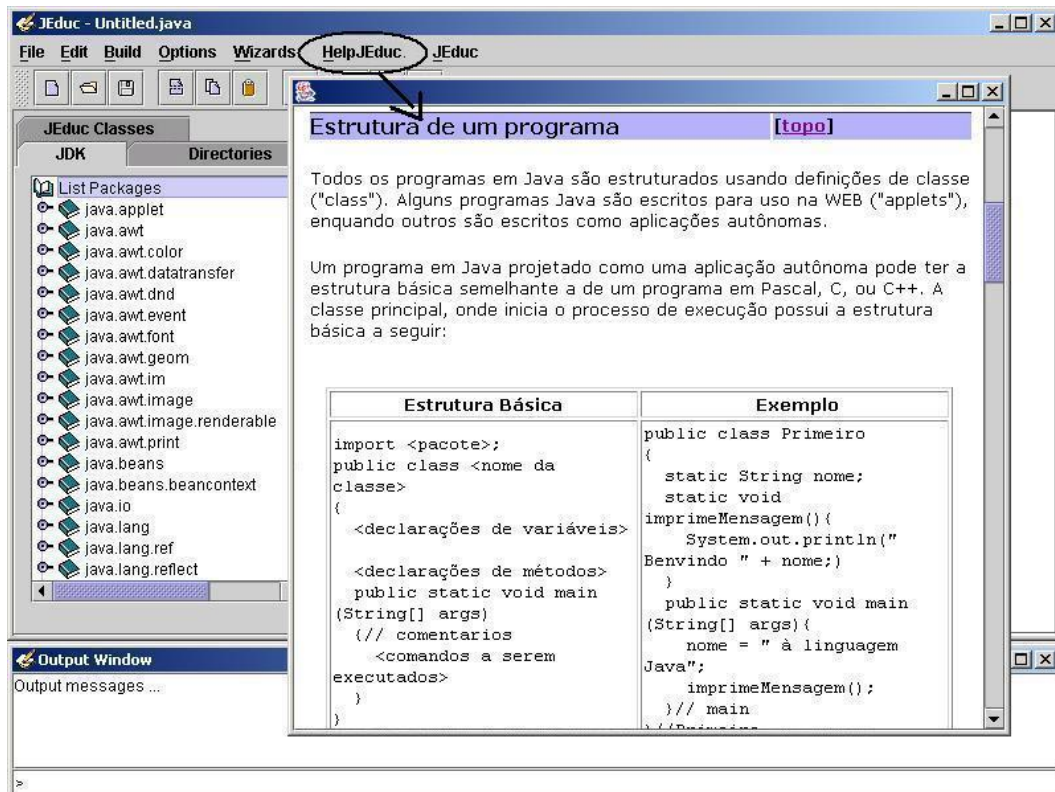 JEduc - Untitled.java
File Edit Build Options Wizards HelpJEduc. JEduc
JEduc Classes
JDK Directories
List Packages
java.applet
java.awt
java.awt.color
java.awt.datatransfer
java.awt.dnd
java.awt.event
java.awt.font
java.awt.geom
java.awt.im
java.awt.image
java.awt.image.renderable
java.awt.print
java.beans
java.beans.beancontext
java.io
java.lang
java.lang.ref
java.lang.reflect
Estrutura de um programa [topo]
Todos os programas em Java são estruturados usando definições de classe
("class"). Alguns programas Java são escritos para uso na WEB ("applets"),
enquando outros são escritos como aplicações autônomas.
Um programa em Java projetado como uma aplicação autônoma pode ter a
estrutura básica semelhante a de um programa em Pascal, C, ou C++. A
classe principal, onde inicia o processo de execução possui a estrutura
básica a seguir:
Estrutura Básica
import <pacote>;
public class <nome da
classe>
{
<declarações de variáveis>
<declarações de métodos>
public static void main
(String[] args)
{// comentarios
<comandos a serem
executados>
}
}
Exemplo
public class Primeiro
{
static String nome;
static void
imprimeMensagem(){
System.out.println("
Benvindo " + nome;)
}
public static void main
(String[] args){
nome = " à linguagem
Java";
imprimeMensagem();
}// main
Output Window
Output messages ...
>